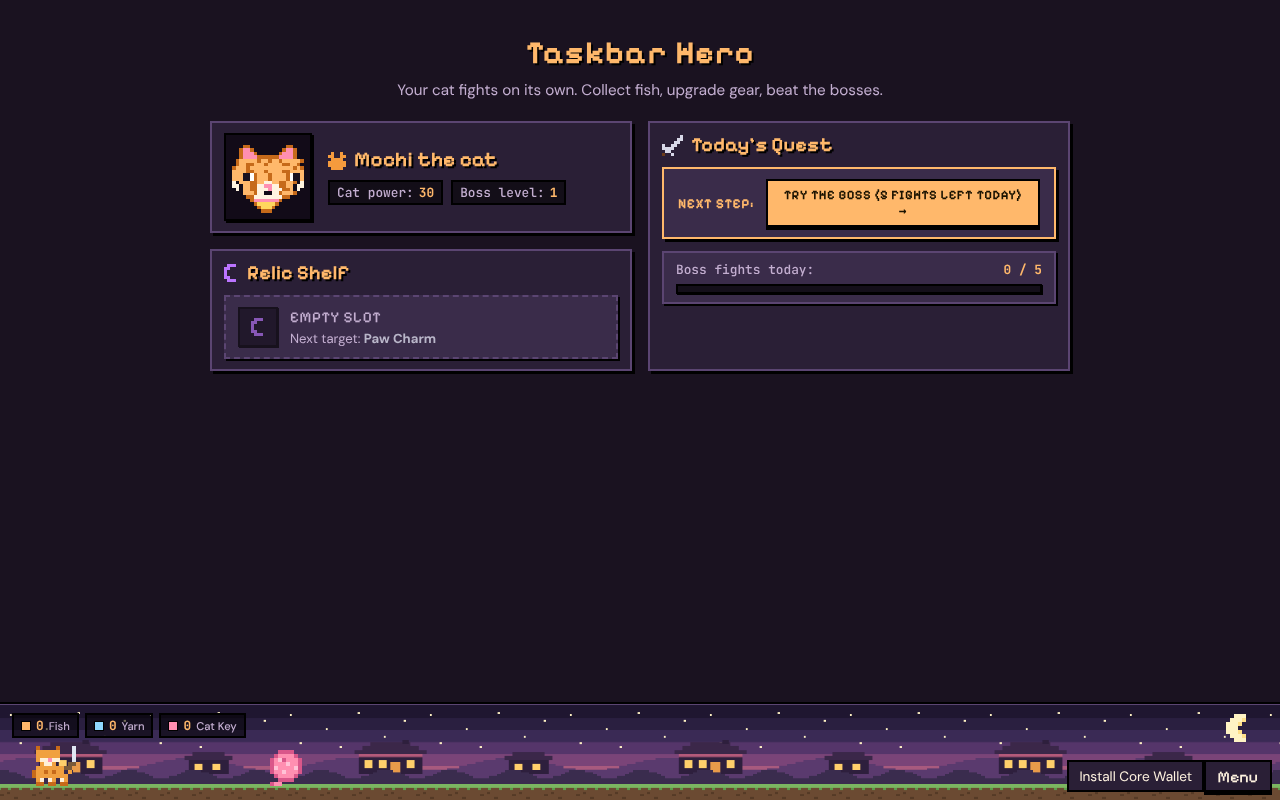 Taskbar Hero
Your cat fights on its own. Collect fish, upgrade gear, beat the bosses.
Mochi the cat
Cat power: 30
Boss level: 1
Relic Shelf
EMPTY SLOT
Next target: Paw Charm
Today's Quest
NEXT STEP:
TRY THE BOSS (5 FIGHTS LEFT TODAY)
→
Boss fights today: 0 / 5
0 Fish
0 Yarn
0 Cat Key
Install Core Wallet
Menu